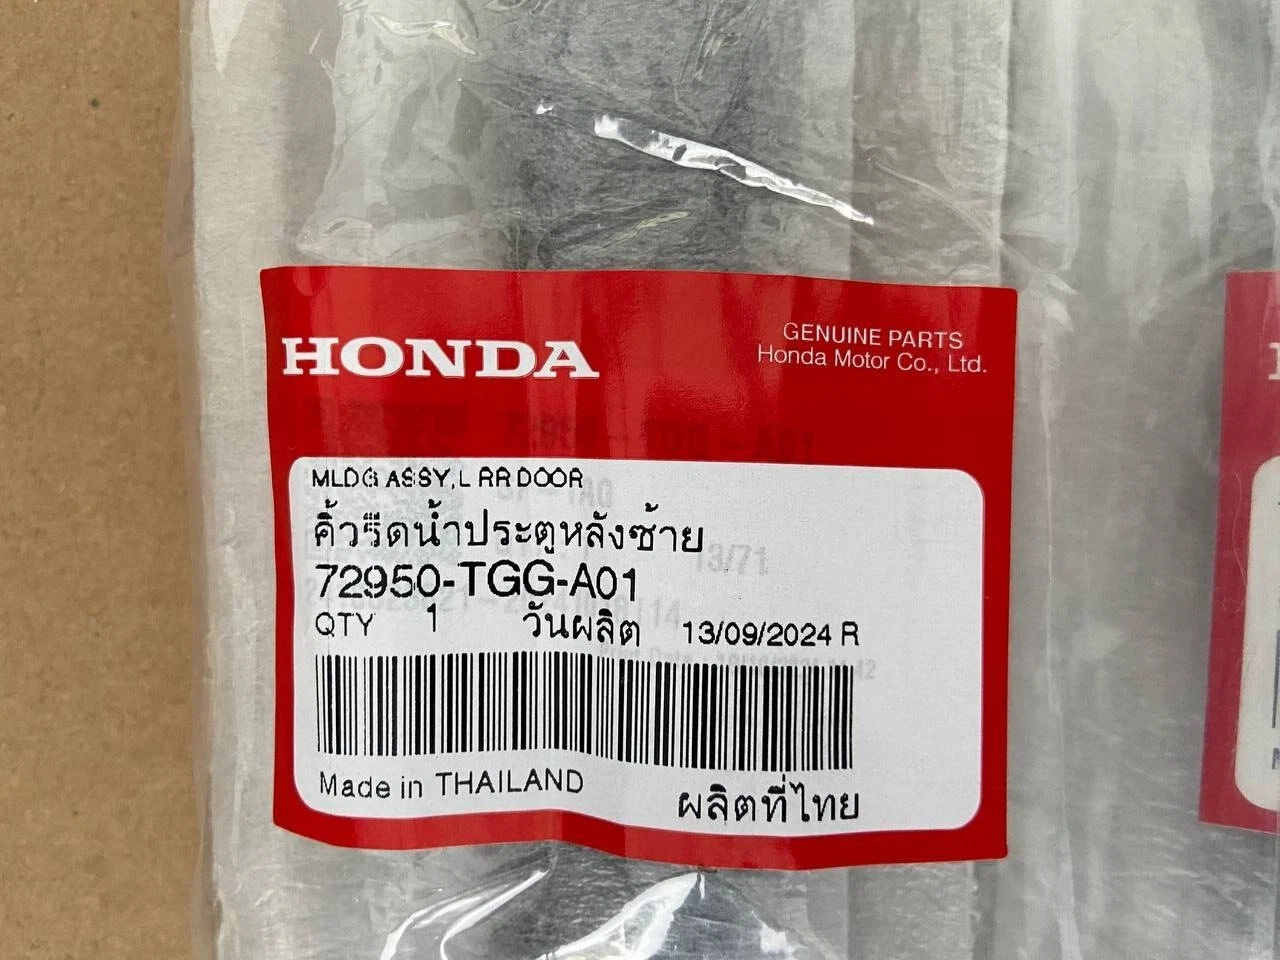 HONDA
GENUINE PARTS
Honda Motor Co., Ltd.
MLDG ASSY,L RR DOOR
คิ้วรีดน้ำประตูหลังซ้าย
72950-TGG-A01
QTY 1 วันผลิต 13/09/2024 R
Made in THAILAND
ผลิตที่ไทย